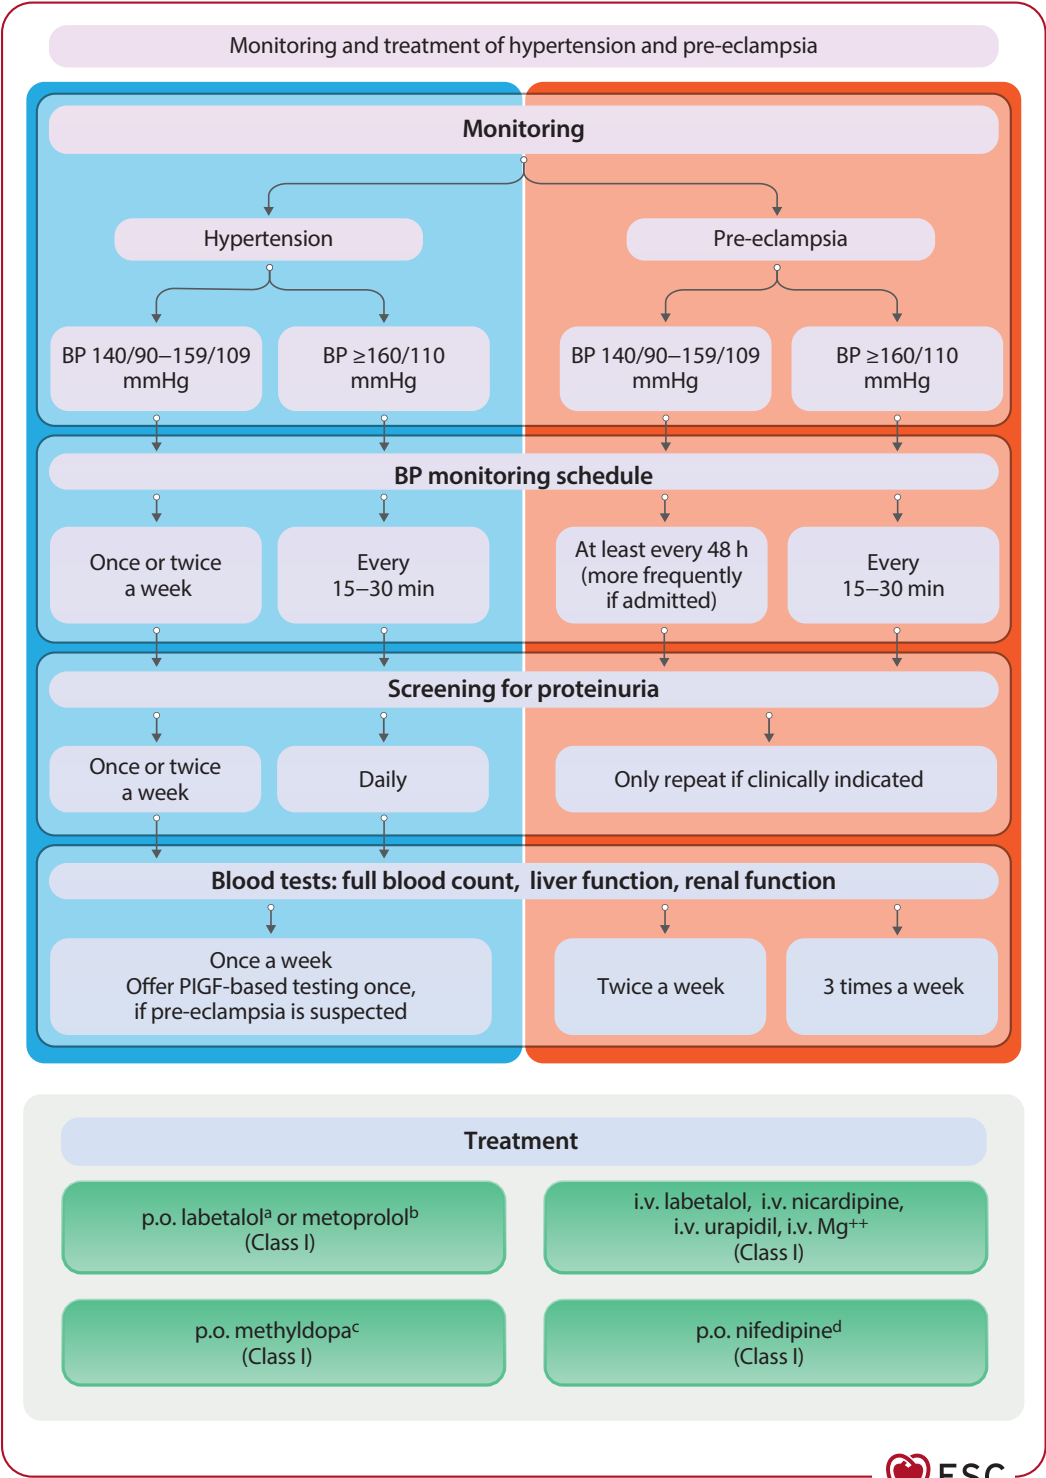 Monitoring and treatment of hypertension and pre-eclampsia
Monitoring
Hypertension
Pre-eclampsia
BP 140/90–159/109
mmHg
BP ≥160/110
mmHg
BP 140/90–159/109
mmHg
BP ≥160/110
mmHg
BP monitoring schedule
Once or twice
a week
Every
15–30 min
At least every 48 h
(more frequently
if admitted)
Every
15–30 min
Screening for proteinuria
Once or twice
a week
Daily
Only repeat if clinically indicated
Blood tests: full blood count, liver function, renal function
Once a week
Offer PIGF-based testing once,
if pre-eclampsia is suspected
Twice a week
3 times a week
Treatment
p.o. labetalolᵃ or metoprololᵇ
(Class I)
i.v. labetalol, i.v. nicardipine,
i.v. urapidil, i.v. Mg⁺⁺
(Class I)
p.o. methyldopaᶜ
(Class I)
p.o. nifedipineᵈ
(Class I)
ESC